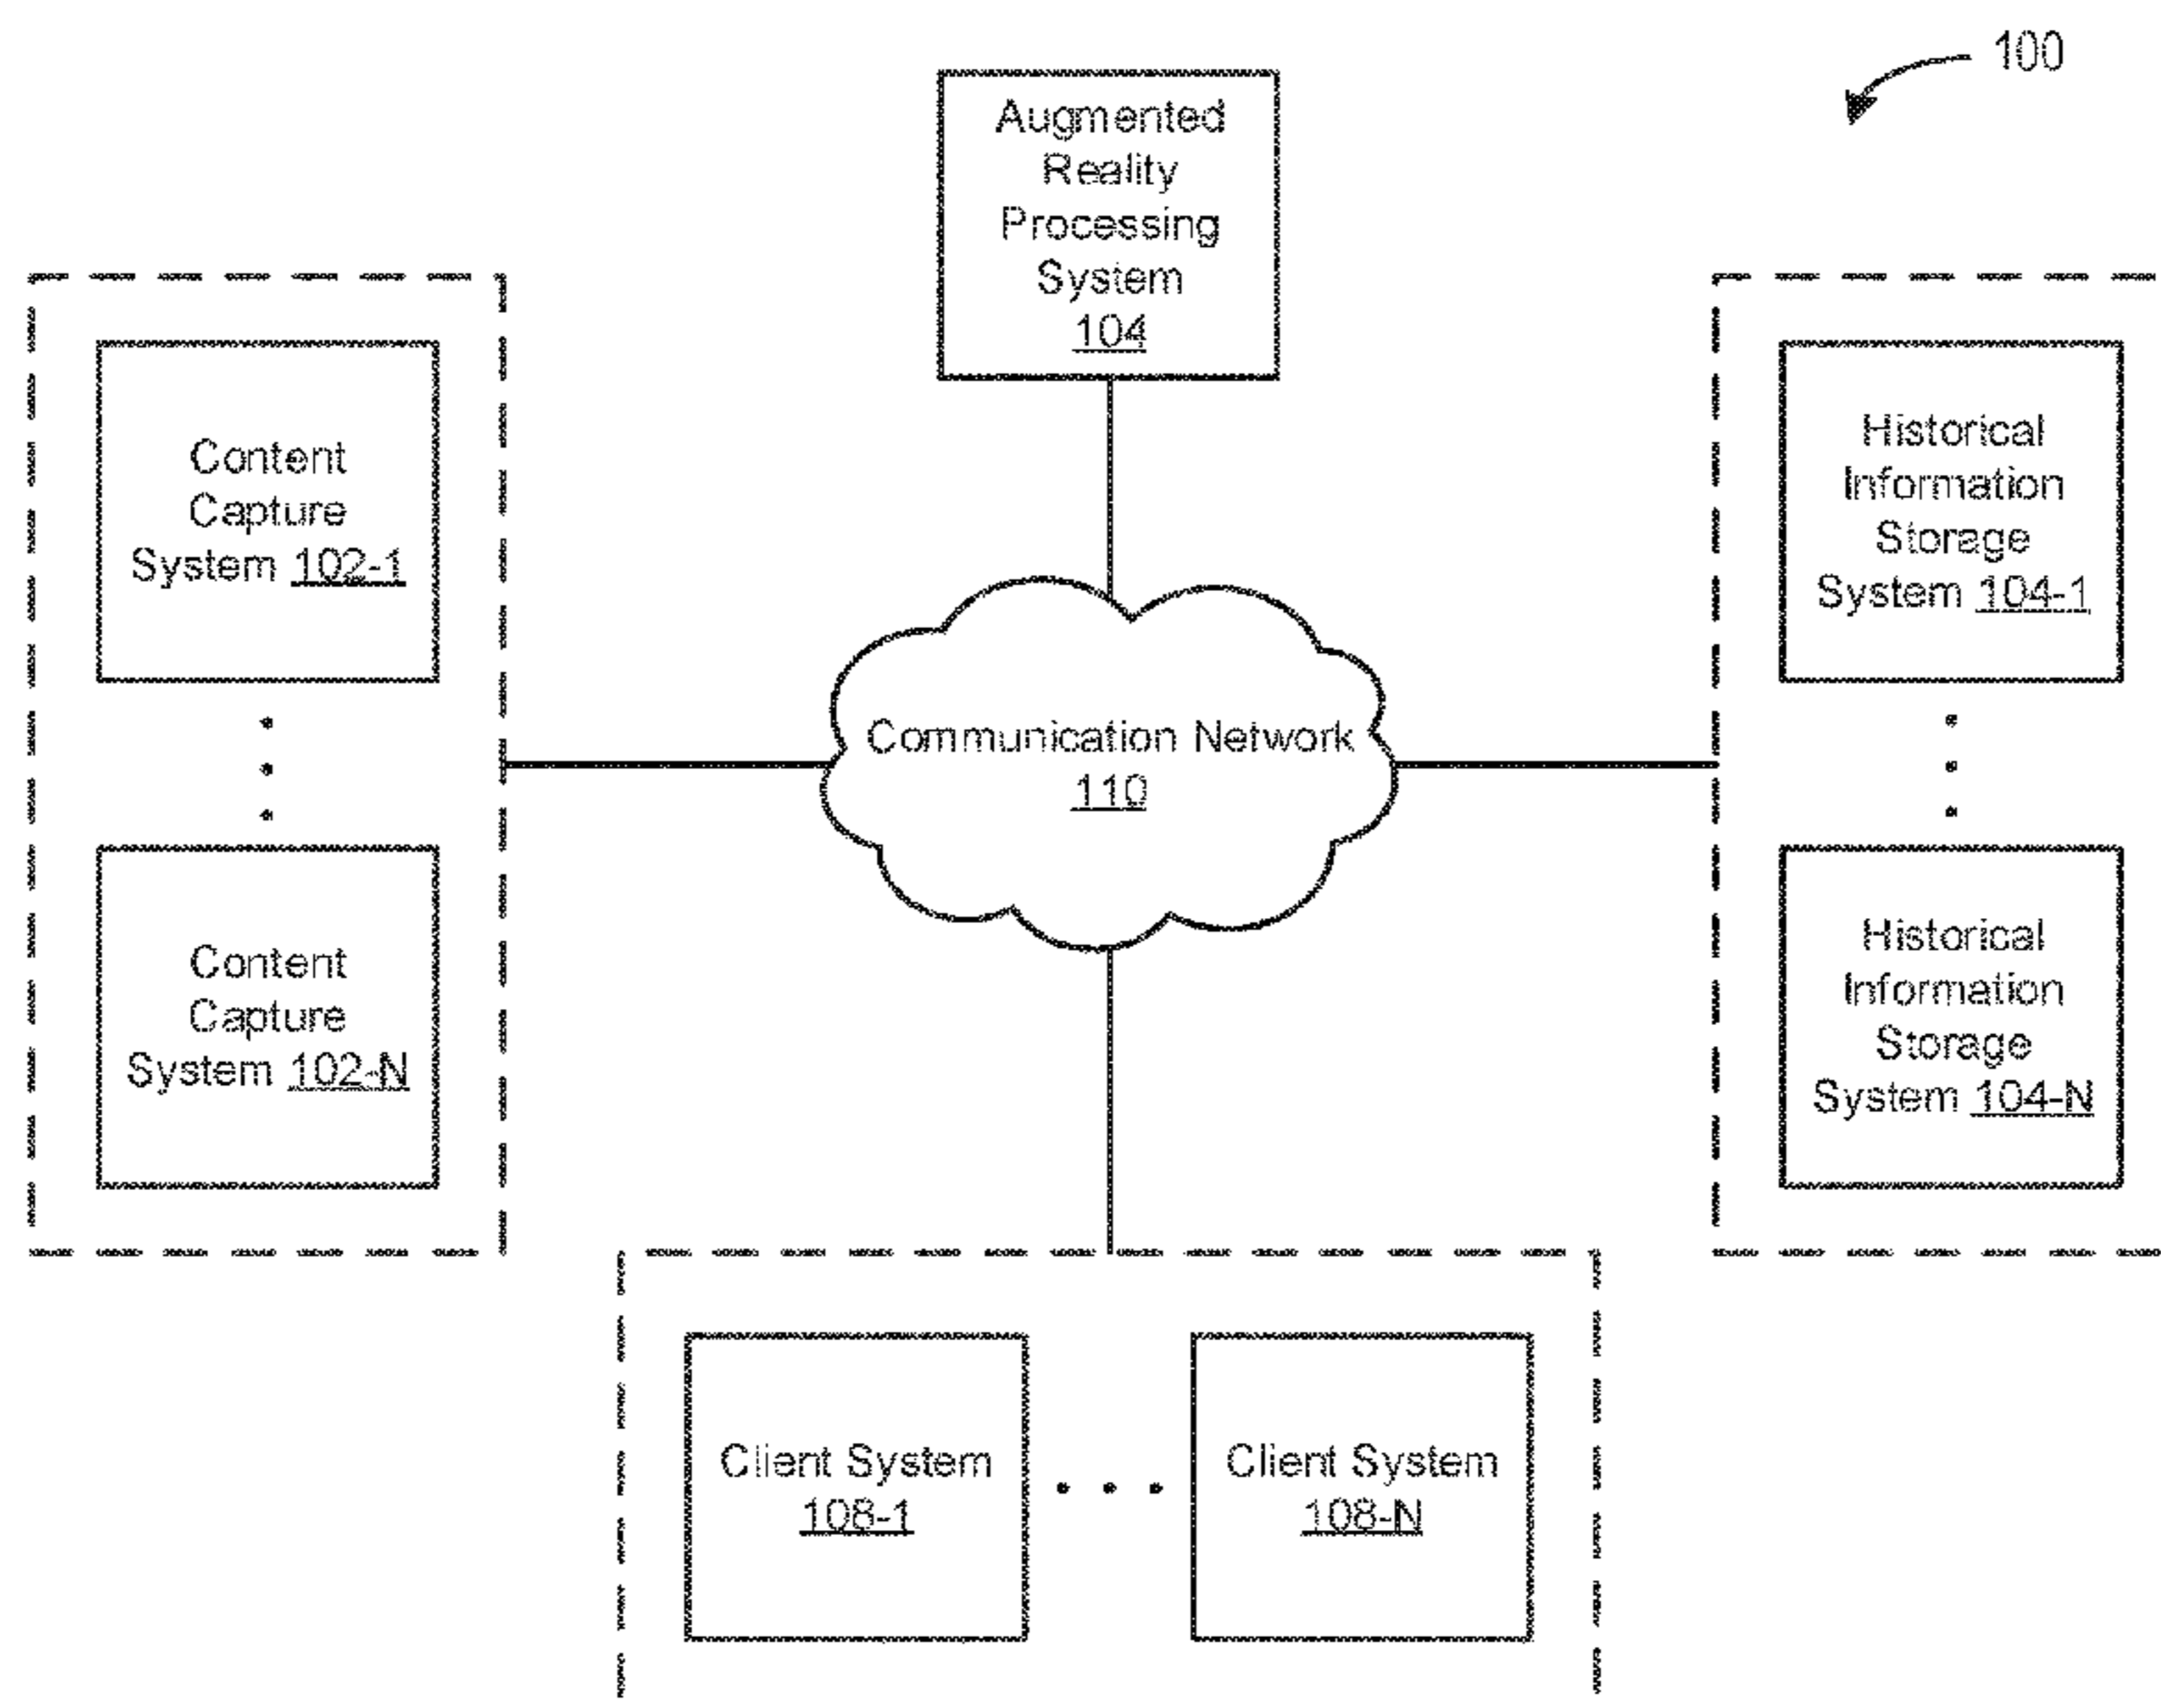 100
Augmented
Reality
Processing
System
104
Content
Capture
System 102-1
Content
Capture
System 102-N
Communication Network
110
Historical
Information
Storage
System 104-1
Historical
Information
Storage
System 104-N
Client System
108-1
Client System
108-N